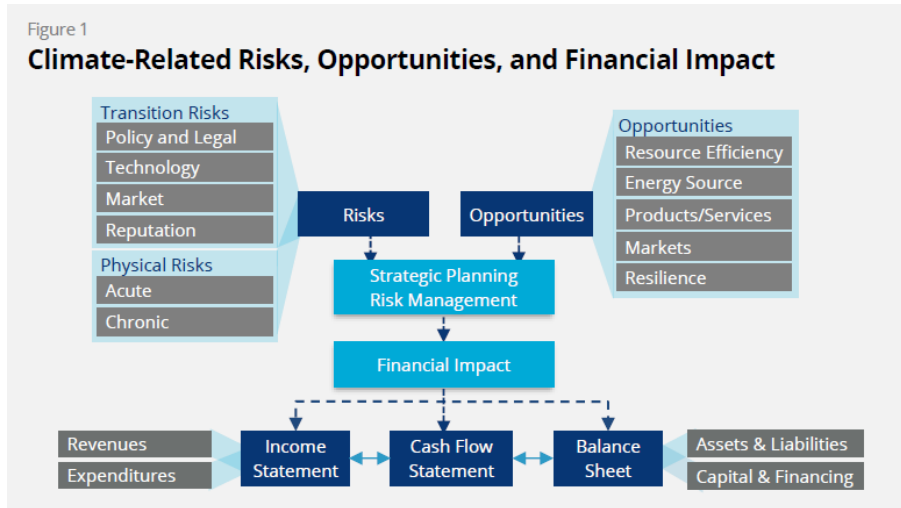 Figure 1
Climate-Related Risks, Opportunities, and Financial Impact
Transition Risks
Policy and Legal
Technology
Market
Reputation
Physical Risks
Acute
Chronic
Risks
Opportunities
Opportunities
Resource Efficiency
Energy Source
Products/Services
Markets
Resilience
Strategic Planning
Risk Management
Financial Impact
Revenues
Expenditures
Income
Statement
Cash Flow
Statement
Balance
Sheet
Assets & Liabilities
Capital & Financing